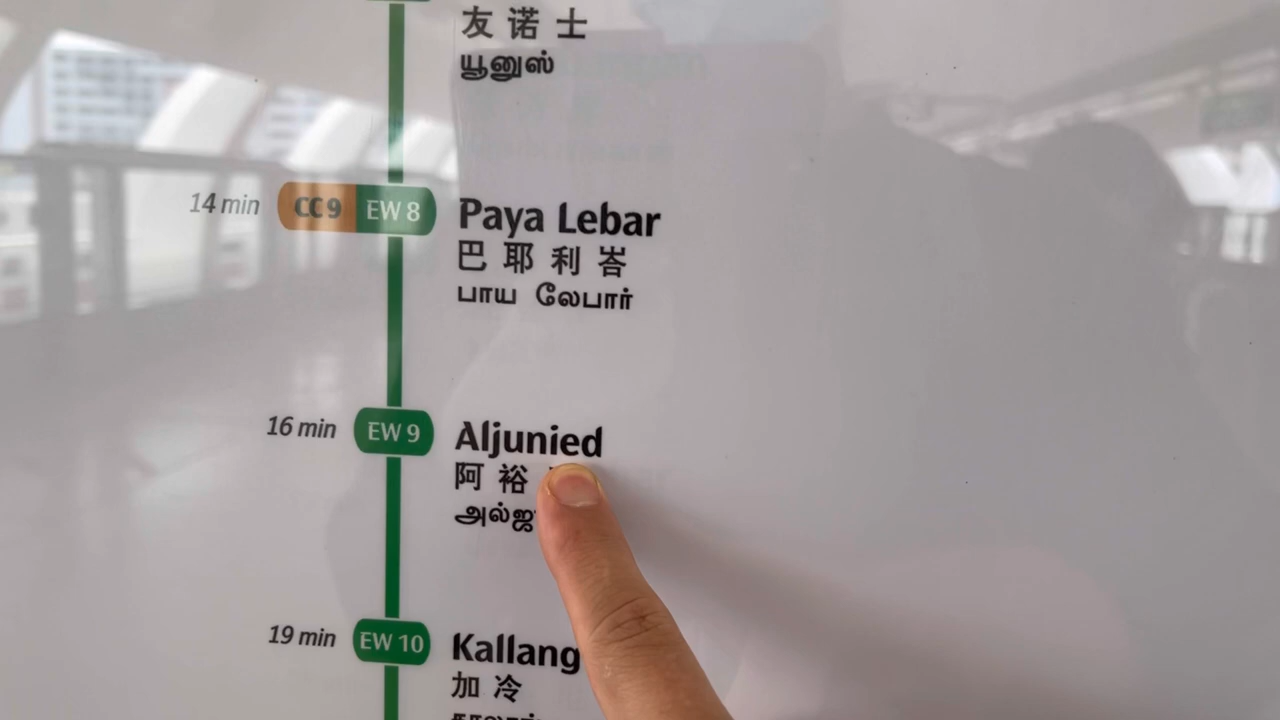 友诺士
யூனுஸ்
14 min CC9 EW 8 Paya Lebar
巴耶利峇
பாய லேபார்
16 min EW 9 Aljunied
阿裕
19 min EW 10 Kallang
加冷